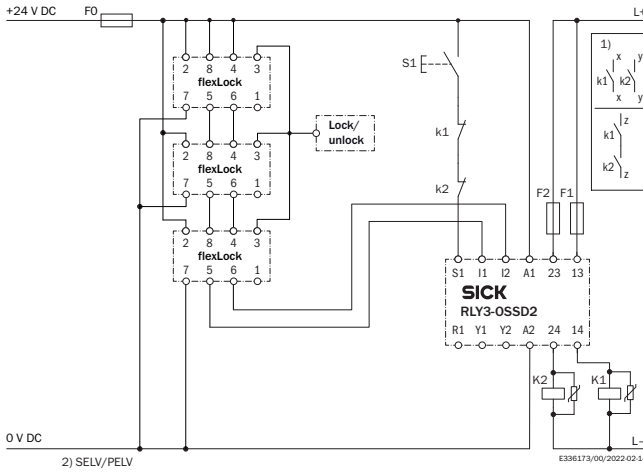 +24 V DC F0 L+
1)
x y
k1 k2
x y
z
k1
k2
z
S1
2 8 4 3
flexLock
7 5 6 1
Lock/
unlock
k1
2 8 4 3
flexLock
7 5 6 1
k2
F2 F1
2 8 4 3
flexLock
7 5 6 1
S1 I1 I2 A1 23 13
SICK
RLY3-OSSD2
R1 Y1 Y2 A2 24 14
K2 K1
0 V DC L-
2) SELV/PELV
E336173/00/2022-02-14